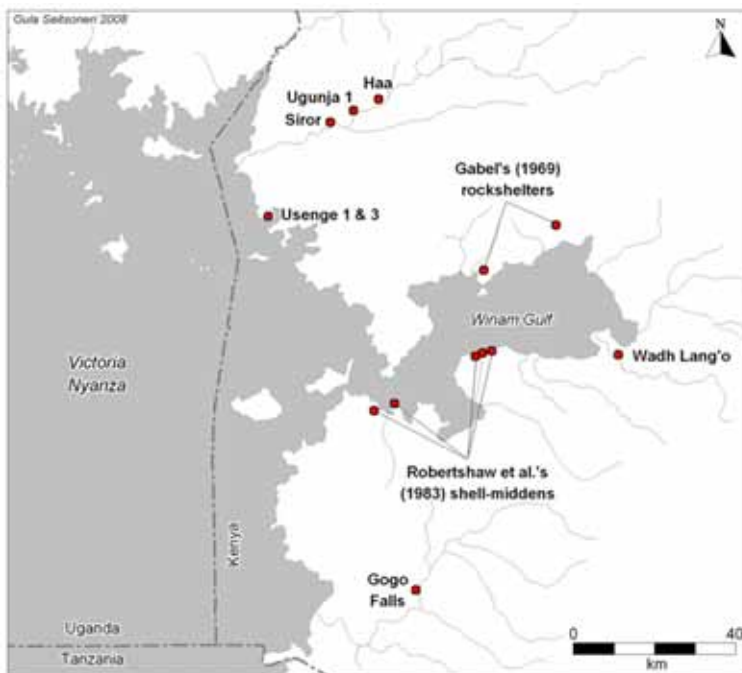 Oula Seitsonen 2008
N
Haa
Ugunja 1
Siror
Gabel's (1969)
rockshelters
Usenge 1 & 3
Winam Gulf
Victoria
Nyanza
Wadh Lang'o
Robertshaw et al.'s
(1983) shell-middens
Kenya
Gogo
Falls
Uganda
Tanzania
0 40
km